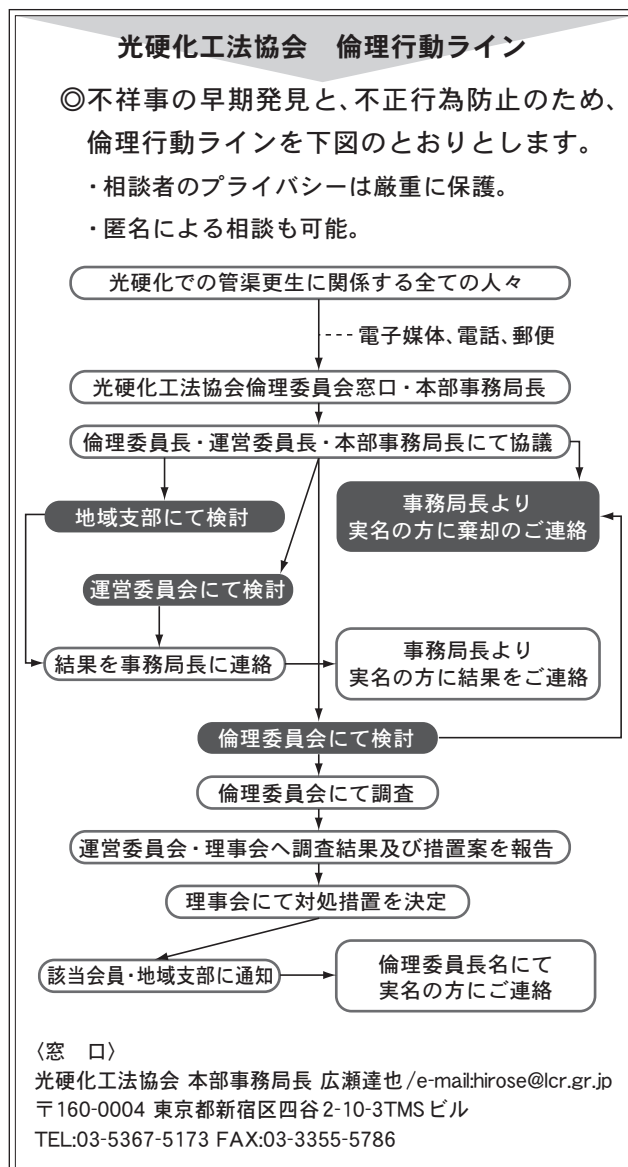 光硬化工法協会　倫理行動ライン
◎不祥事の早期発見と、不正行為防止のため、
倫理行動ラインを下図のとおりとします。
・相談者のプライバシーは厳重に保護。
・匿名による相談も可能。
光硬化での管渠更生に関係する全ての人々
電子媒体、電話、郵便
光硬化工法協会倫理委員会窓口・本部事務局長
倫理委員長・運営委員長・本部事務局長にて協議
地域支部にて検討
事務局長より
実名の方に棄却のご連絡
運営委員会にて検討
結果を事務局長に連絡
事務局長より
実名の方に結果をご連絡
倫理委員会にて検討
倫理委員会にて調査
運営委員会・理事会へ調査結果及び措置案を報告
理事会にて対処措置を決定
該当会員・地域支部に通知
倫理委員長名にて
実名の方にご連絡
〈窓　口〉
光硬化工法協会 本部事務局長 広瀬達也/e-mail:hirose@lcr.gr.jp
〒160-0004 東京都新宿区四谷2-10-3TMSビル
TEL:03-5367-5173 FAX:03-3355-5786